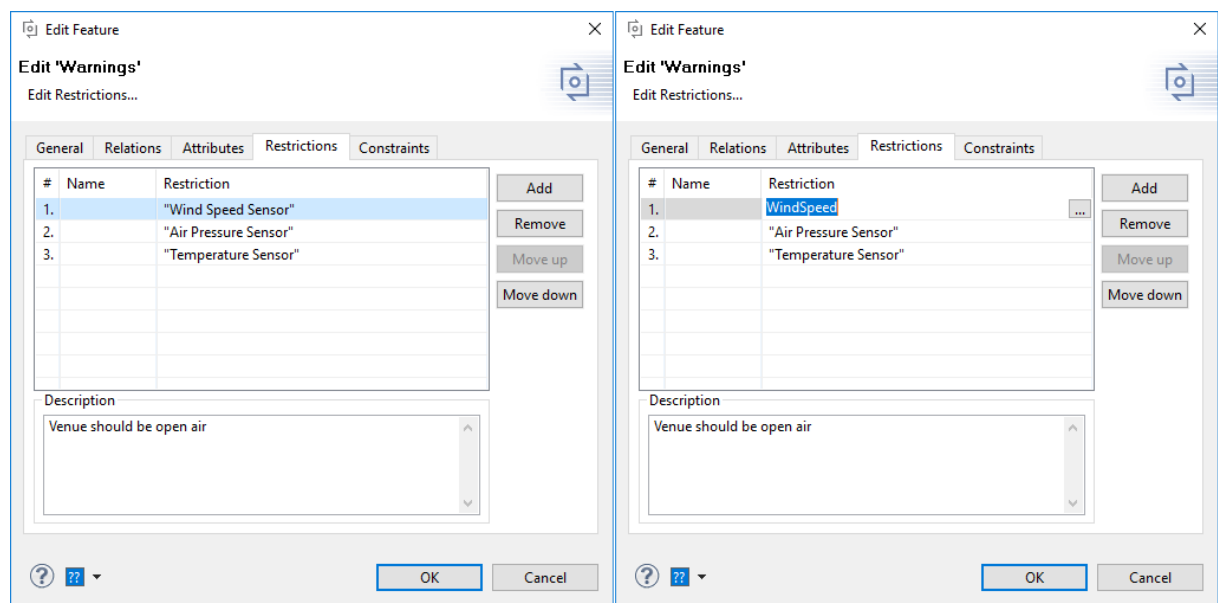 Edit Feature
Edit 'Warnings'
Edit Restrictions...
General Relations Attributes Restrictions Constraints
# Name Restriction
1. "Wind Speed Sensor"
2. "Air Pressure Sensor"
3. "Temperature Sensor"
Add
Remove
Move up
Move down
Description
Venue should be open air
?
??
OK Cancel
Edit Feature
Edit 'Warnings'
Edit Restrictions...
General Relations Attributes Restrictions Constraints
# Name Restriction
1. WindSpeed ...
2. "Air Pressure Sensor"
3. "Temperature Sensor"
Add
Remove
Move up
Move down
Description
Venue should be open air
?
??
OK Cancel